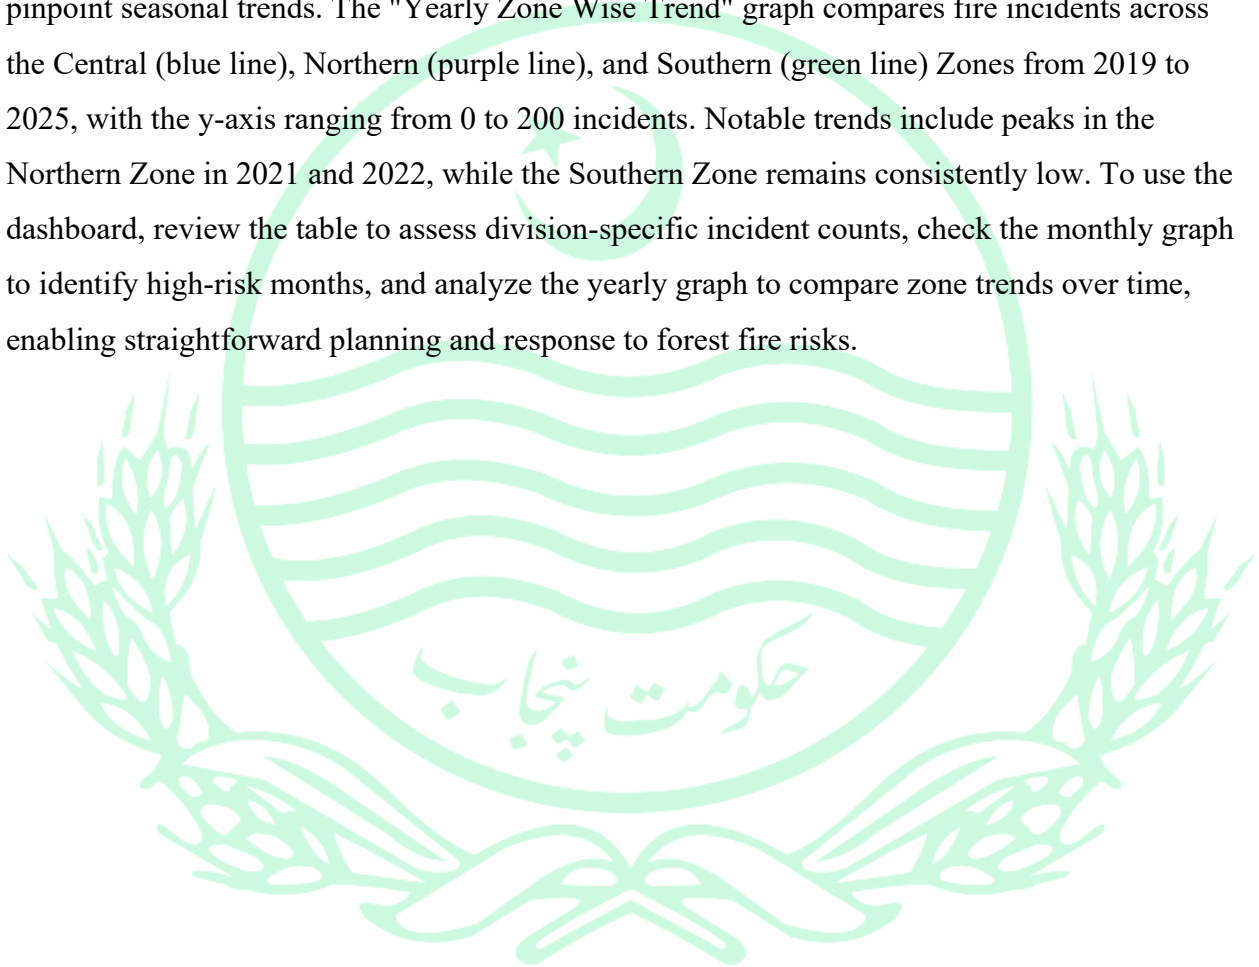 pinpoint seasonal trends. The "Yearly Zone Wise Trend" graph compares fire incidents across
the Central (blue line), Northern (purple line), and Southern (green line) Zones from 2019 to
2025, with the y-axis ranging from 0 to 200 incidents. Notable trends include peaks in the
Northern Zone in 2021 and 2022, while the Southern Zone remains consistently low. To use the
dashboard, review the table to assess division-specific incident counts, check the monthly graph
to identify high-risk months, and analyze the yearly graph to compare zone trends over time,
enabling straightforward planning and response to forest fire risks.
حکومت پنجاب